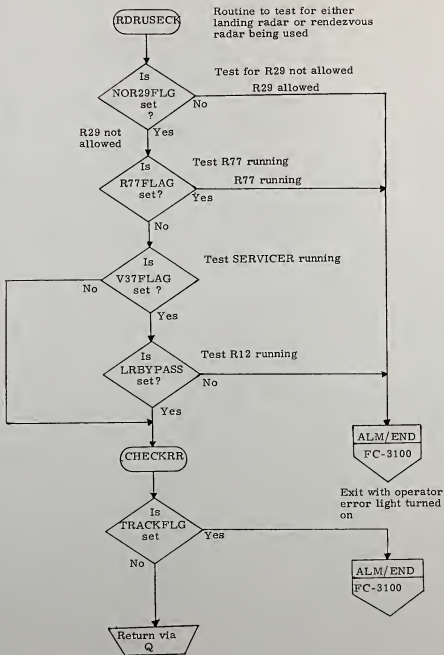 RDRUSECK
Routine to test for either
landing radar or rendezvous
radar being used
Is
NOR29FLG
set
?
Test for R29 not allowed
No
R29 allowed
R29 not
allowed
Yes
Is
R77FLAG
set?
Test R77 running
R77 running
Yes
No
Is
V37FLAG
set ?
Test SERVICER running
No
Yes
Is
LRBYPASS
set?
Test R12 running
No
Yes
ALM/END
FC-3100
Exit with operator
error light turned
on
CHECKRR
Is
TRACKFLG
set
Yes
No
ALM/END
FC-3100
Return via
Q